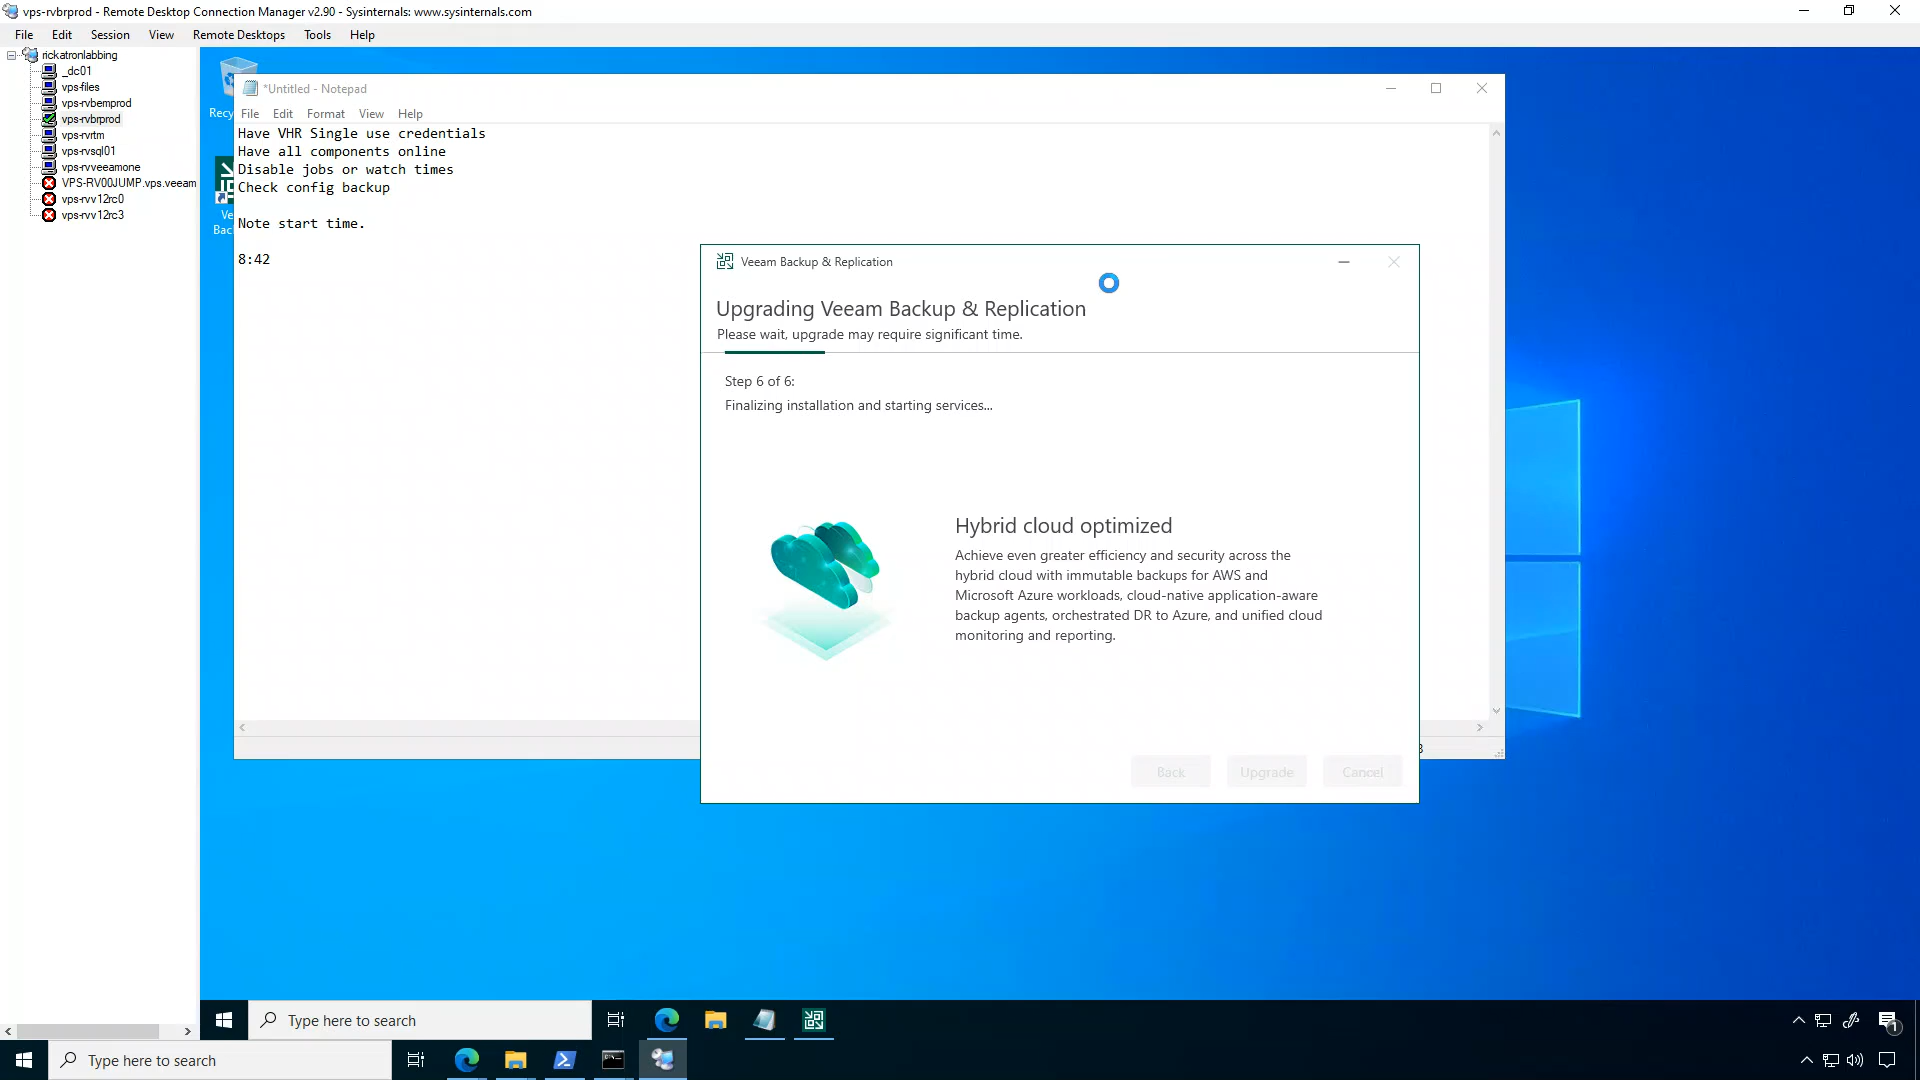 vps-rvbrprod - Remote Desktop Connection Manager v2.90 - Sysinternals: www.sysinternals.com
File Edit Session View Remote Desktops Tools Help
rickatronlabbing
_dc01
vps-files
vps-rvbemprod
vps-rvbrprod
vps-rvrtm
vps-rvsql01
vps-rvveeamone
VPS-RV00JUMP.vps.veeam
vps-rvv12rc0
vps-rvv12rc3
Recy
Ve
Bac
*Untitled - Notepad
File Edit Format View Help
Have VHR Single use credentials
Have all components online
Disable jobs or watch times
Check config backup
Note start time.
8:42
Veeam Backup & Replication
Upgrading Veeam Backup & Replication
Please wait, upgrade may require significant time.
Step 6 of 6:
Finalizing installation and starting services...
Hybrid cloud optimized
Achieve even greater efficiency and security across the
hybrid cloud with immutable backups for AWS and
Microsoft Azure workloads, cloud-native application-aware
backup agents, orchestrated DR to Azure, and unified cloud
monitoring and reporting.
Back Upgrade Cancel
Type here to search
1
Type here to search